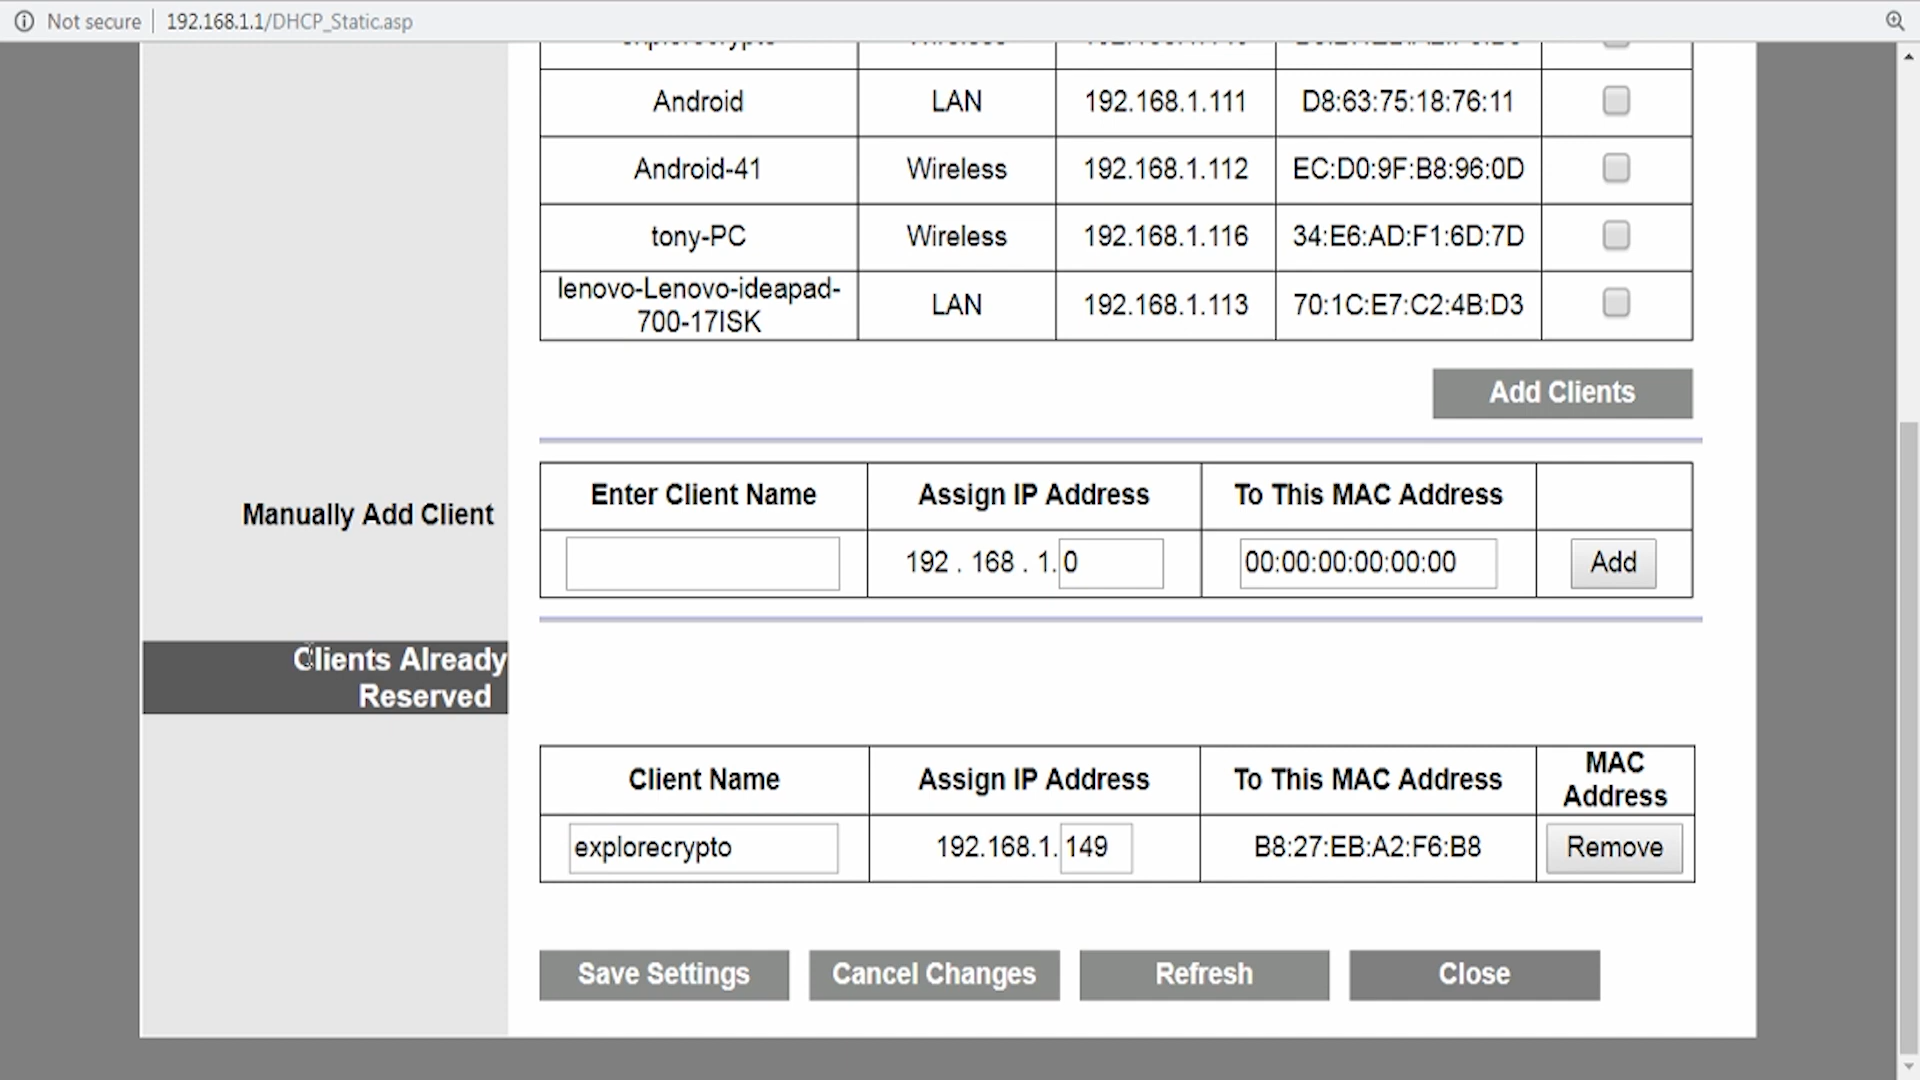 Not secure 192.168.1.1/DHCP_Static.asp
Android LAN 192.168.1.111 D8:63:75:18:76:11
Android-41 Wireless 192.168.1.112 EC:D0:9F:B8:96:0D
tony-PC Wireless 192.168.1.116 34:E6:AD:F1:6D:7D
lenovo-Lenovo-ideapad-
700-17ISK LAN 192.168.1.113 70:1C:E7:C2:4B:D3
Add Clients
Manually Add Client
Enter Client Name Assign IP Address To This MAC Address
192 . 168 . 1. 0 00:00:00:00:00:00 Add
Clients Already
Reserved
Client Name Assign IP Address To This MAC Address MAC
Address
explorecrypto 192.168.1. 149 B8:27:EB:A2:F6:B8 Remove
Save Settings Cancel Changes Refresh Close